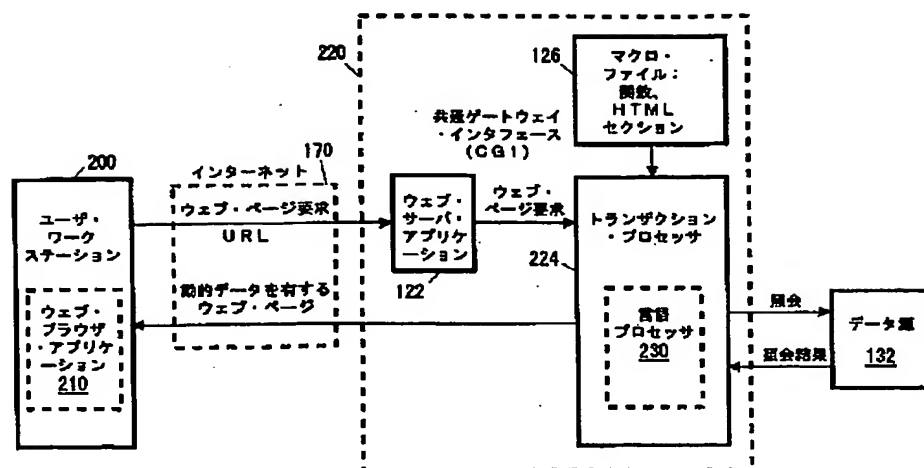 220
126
マクロ・
ファイル:
関数、
HTML
セクション
共通ゲートウェイ
・インタフェース
(CGI)
200
インターネット
170
ユーザ・
ワーク
ステーション
ウェブ・ページ要求
URL
ウェブ・
サーバ・
アプリケ
ーション
122
ウェブ・
ページ要求
トランザクション
・プロセッサ
224
動的データを有する
ウェブ・ページ
ウェブ・
ブラウザ
・アプリケ
ーション
210
言語
プロセッサ
230
照会
照会結果
データ源
132